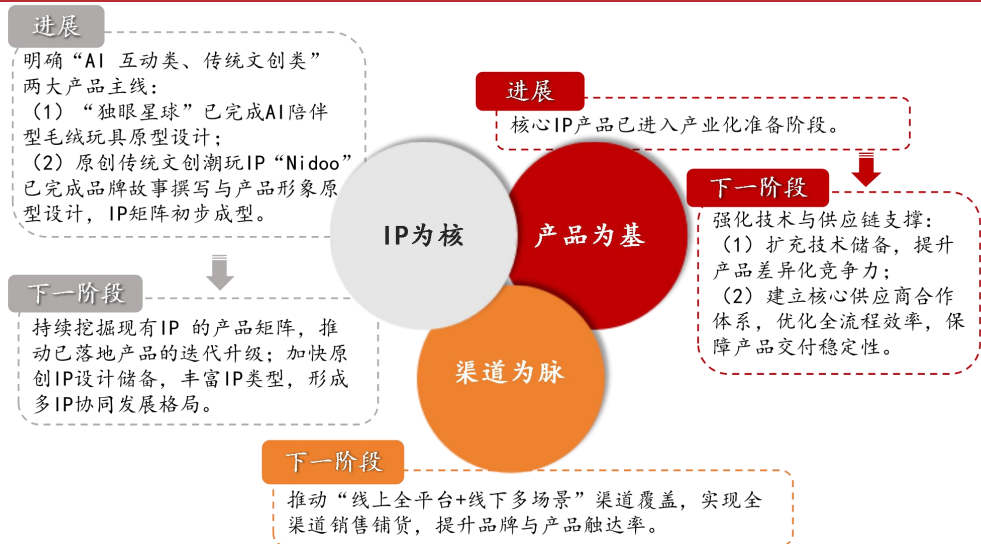 进展
明确“AI 互动类、传统文创类”
两大产品主线：
（1）“独眼星球”已完成AI陪伴
型毛绒玩具原型设计；
（2）原创传统文创潮玩IP“Nidoo”
已完成品牌故事撰写与产品形象原
型设计，IP矩阵初步成型。
下一阶段
持续挖掘现有IP 的产品矩阵，推
动已落地产品的迭代升级；加快原
创IP设计储备，丰富IP类型，形成
多IP协同发展格局。
IP为核
产品为基
渠道为脉
进展
核心IP产品已进入产业化准备阶段。
下一阶段
强化技术与供应链支撑：
（1）扩充技术储备，提升
产品差异化竞争力；
（2）建立核心供应商合作
体系，优化全流程效率，保
障产品交付稳定性。
下一阶段
推动“线上全平台+线下多场景”渠道覆盖，实现全
渠道销售铺货，提升品牌与产品触达率。